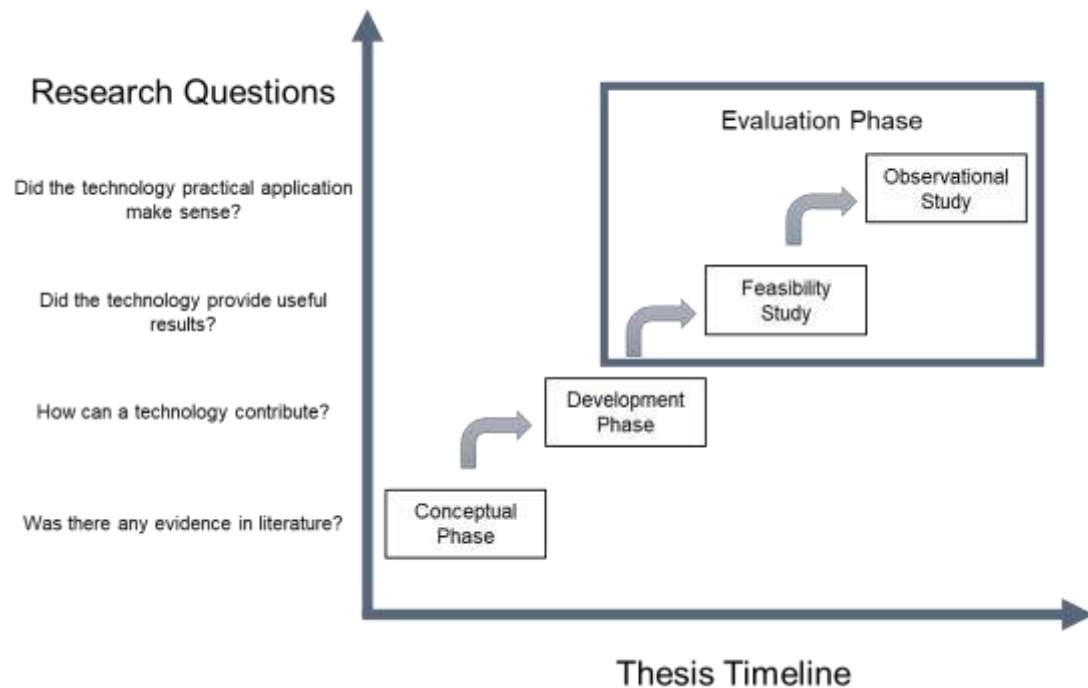 Research Questions
Evaluation Phase
Did the technology practical application
make sense?
Observational
Study
Did the technology provide useful
results?
Feasibility
Study
How can a technology contribute?
Development
Phase
Was there any evidence in literature?
Conceptual
Phase
Thesis Timeline